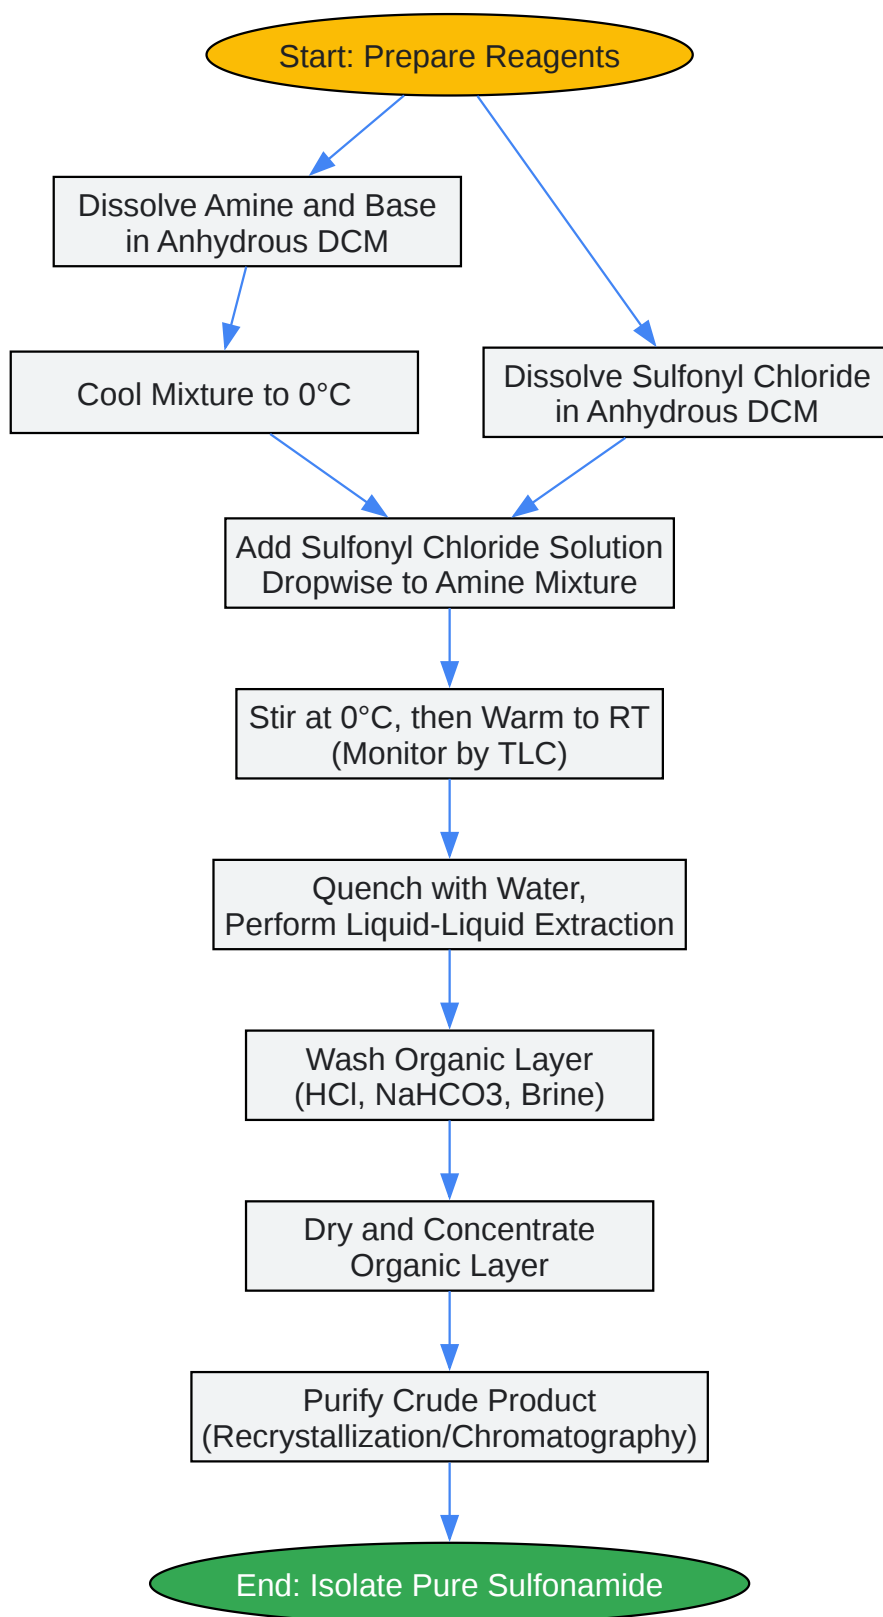 Start: Prepare Reagents
Dissolve Amine and Base
in Anhydrous DCM
Cool Mixture to 0°C
Dissolve Sulfonyl Chloride
in Anhydrous DCM
Add Sulfonyl Chloride Solution
Dropwise to Amine Mixture
Stir at 0°C, then Warm to RT
(Monitor by TLC)
Quench with Water,
Perform Liquid-Liquid Extraction
Wash Organic Layer
(HCl, NaHCO3, Brine)
Dry and Concentrate
Organic Layer
Purify Crude Product
(Recrystallization/Chromatography)
End: Isolate Pure Sulfonamide